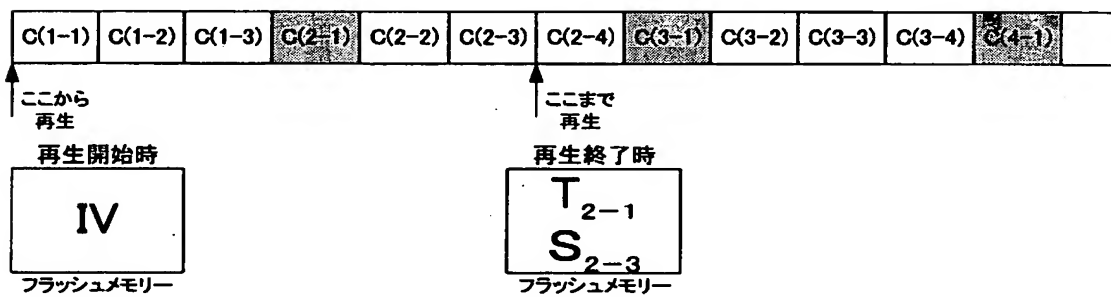 C(1-1) C(1-2) C(1-3) C(2-1) C(2-2) C(2-3) C(2-4) C(3-1) C(3-2) C(3-3) C(3-4) C(4-1)
ここから
再生
ここまで
再生
再生開始時
再生終了時
IV
T2-1
S2-3
フラッシュメモリー
フラッシュメモリー